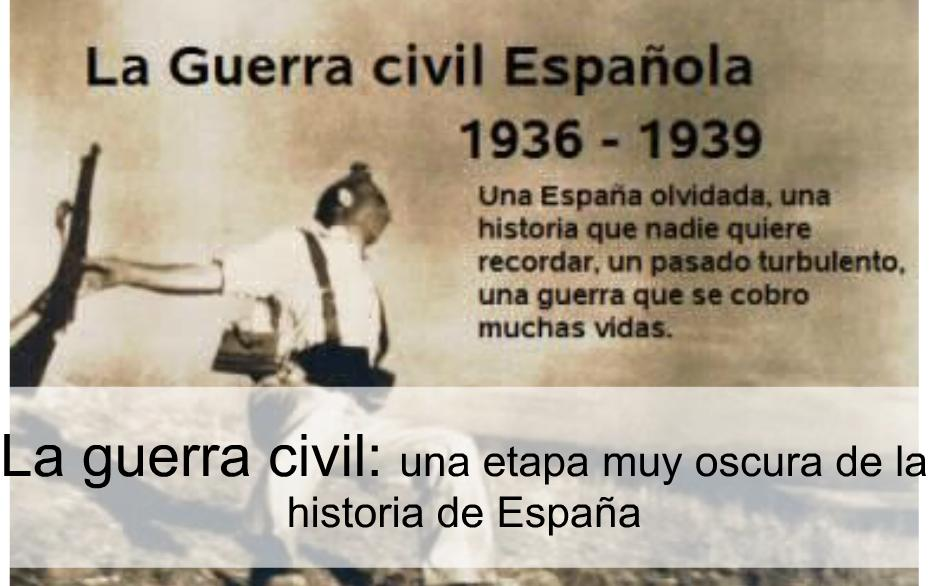 La Guerra civil Española
1936 - 1939
Una España olvidada, una
historia que nadie quiere
recordar, un pasado turbulento,
una guerra que se cobro
muchas vidas.
La guerra civil: una etapa muy oscura de la
historia de España